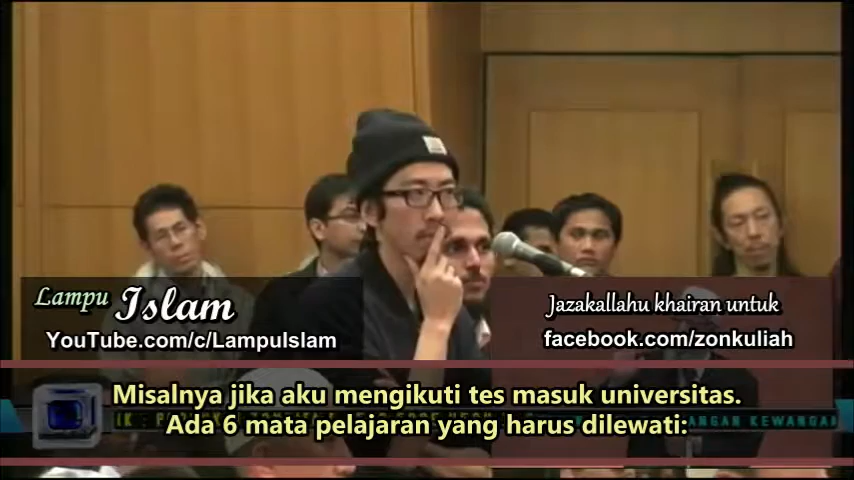 Lampu Islam
YouTube.com/c/LampuIslam
Jazakallahu khairan untuk
facebook.com/zonkuliah
Misalnya jika aku mengikuti tes masuk universitas.
Ada 6 mata pelajaran yang harus dilewati:
KEWANGAN